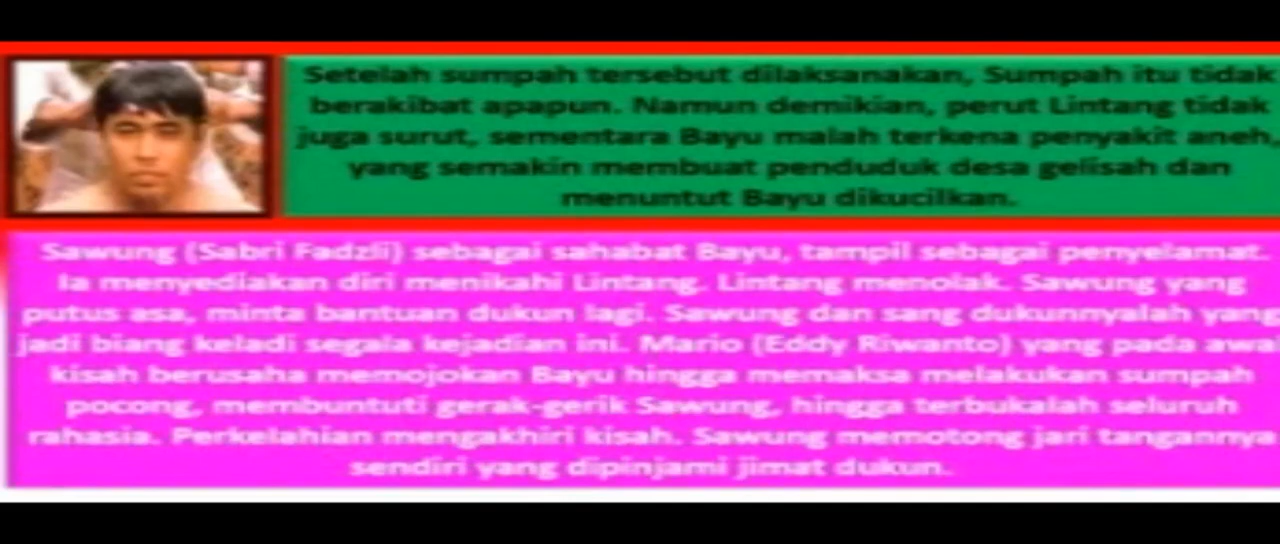 Setelah sumpah tersebut dilaksanakan, Sumpah itu tidak
berakibat apapun. Namun demikian, perut Lintang tidak
juga surut, sementara Bayu malah terkena penyakit aneh,
yang semakin membuat penduduk desa gelisah dan
menuntut Bayu dikucilkan.
Sawung (Sabri Fadzli) sebagai sahabat Bayu, tampil sebagai penyelamat.
Ia menyediakan diri menikahi Lintang. Lintang menolak. Sawung yang
putus asa, minta bantuan dukun lagi. Sawung dan sang dukunnyalah yang
jadi biang keladi segala kejadian ini. Mario (Eddy Riwanto) yang pada awal
kisah berusaha memojokan Bayu hingga memaksa melakukan sumpah
pocong, membuntuti gerak-gerik Sawung, hingga terbukalah seluruh
rahasia. Perkelahian mengakhiri kisah. Sawung memotong jari tangannya
sendiri yang dipinjami jimat dukun.